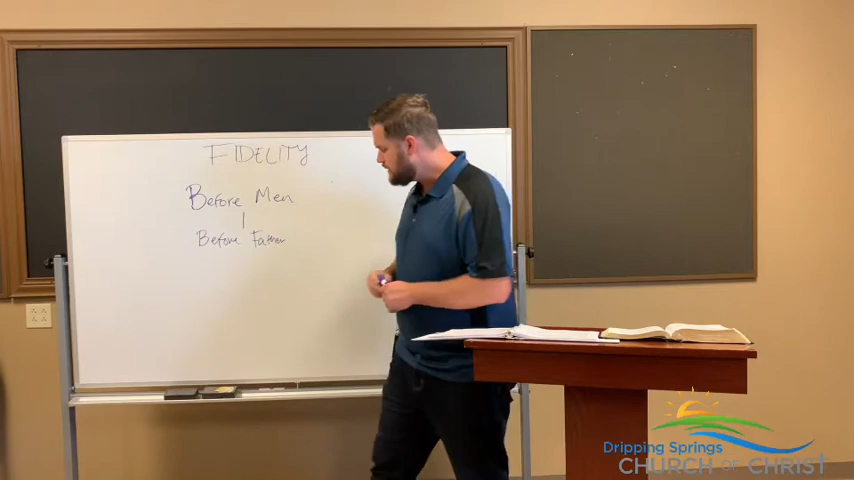 FIDELITY
Before Men
Before Father
Dripping Springs
CHURCH OF CHRIST